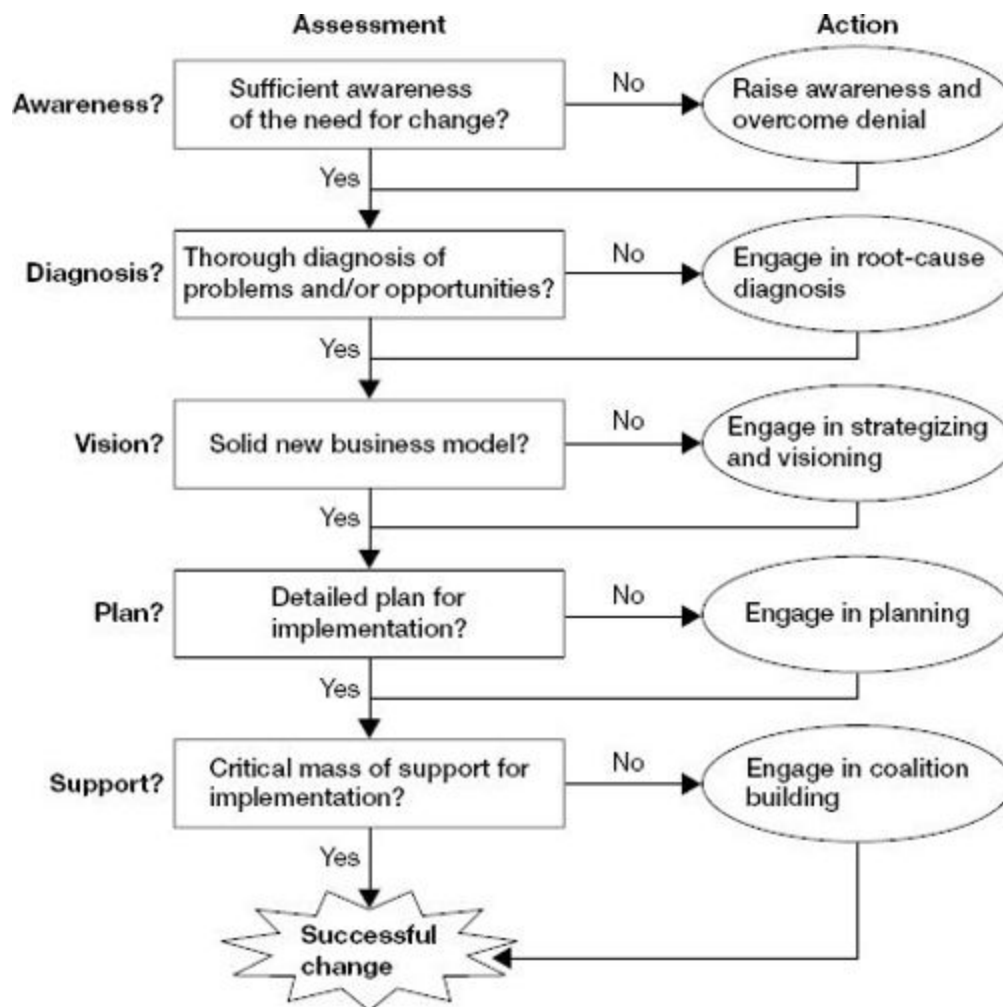 Assessment
Action
Awareness?
Sufficient awareness
of the need for change?
No
Raise awareness and
overcome denial
Yes
Diagnosis?
Thorough diagnosis of
problems and/or opportunities?
No
Engage in root-cause
diagnosis
Yes
Vision?
Solid new business model?
No
Engage in strategizing
and visioning
Yes
Plan?
Detailed plan for
implementation?
No
Engage in planning
Yes
Support?
Critical mass of support for
implementation?
No
Engage in coalition
building
Yes
Successful
change